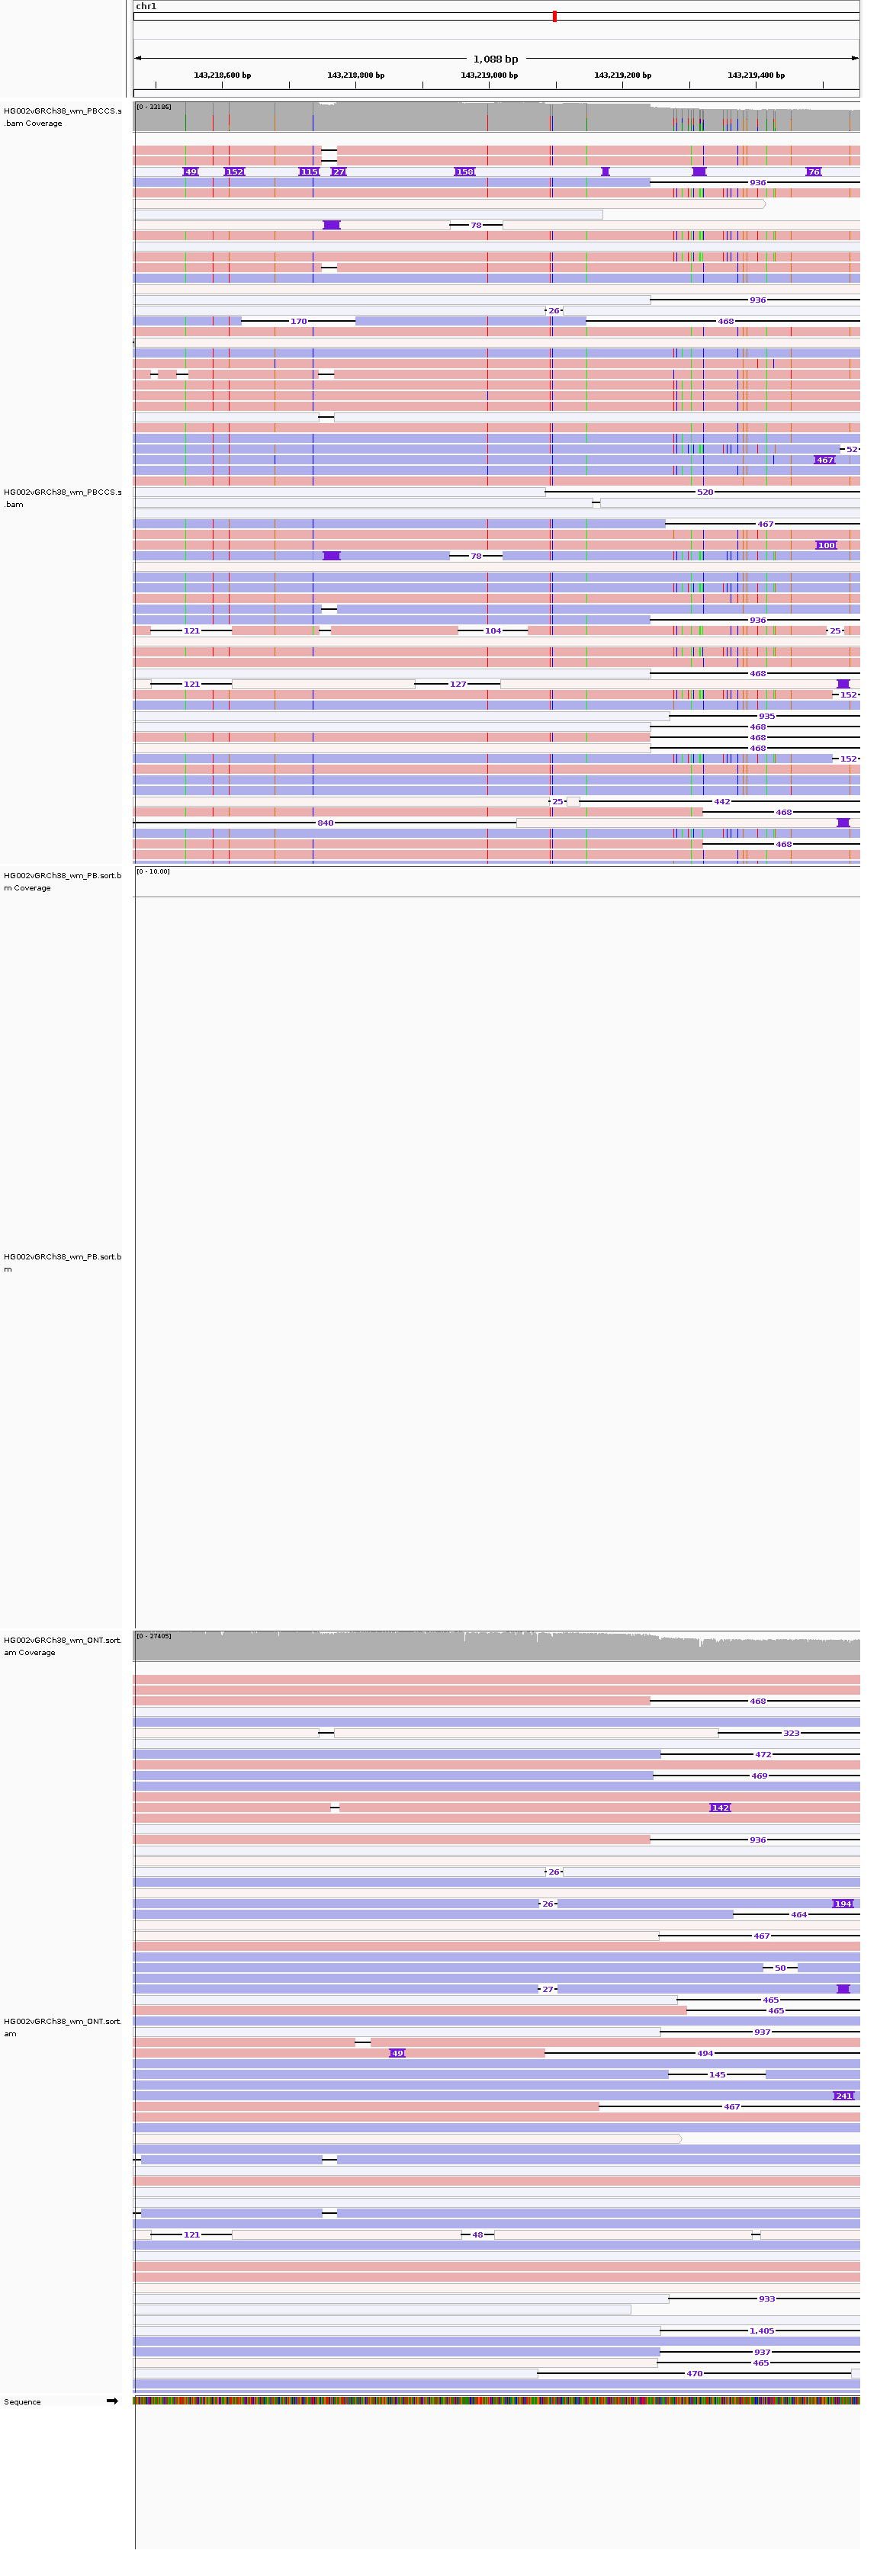 chr1
1,088 bp
143,218,600 bp 143,218,800 bp 143,219,000 bp 143,219,200 bp 143,219,400 bp
HG002vGRCh38_wm_PBCCS.s
.bam Coverage
[0 - 33186]
49 152 115 27 158 76
936
78
936
26
170 468
52
467
HG002vGRCh38_wm_PBCCS.s
.bam
520
467
100
78
936
121 104 25
468
121 127
152
935
468
468
468
152
25 442
468
840
468
HG002vGRCh38_wm_PB.sort.b
m Coverage
[0 - 10.00]
HG002vGRCh38_wm_PB.sort.b
m
HG002vGRCh38_wm_ONT.sort.
am Coverage
[0 - 27405]
468
323
472
469
142
936
26
26 194
464
467
50
27
465
465
HG002vGRCh38_wm_ONT.sort.
am
937
49 494
145
241
467
121 48
933
1,405
937
465
470
Sequence